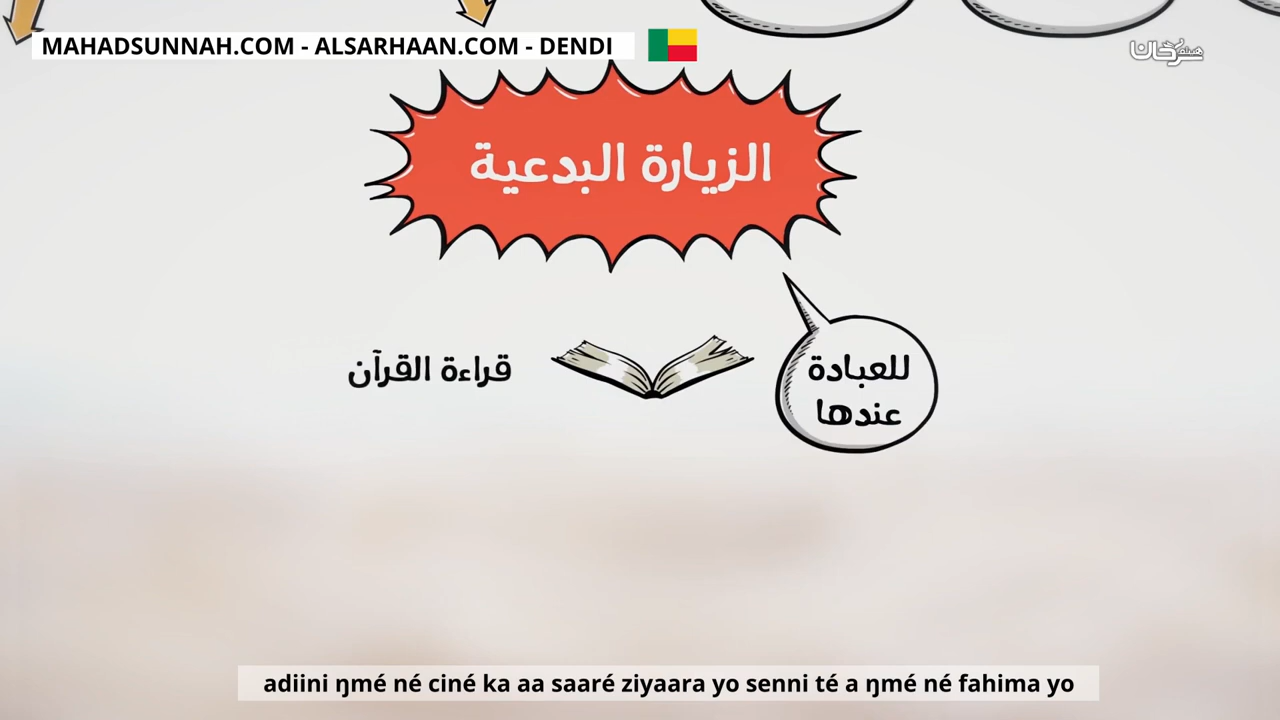 MAHADSUNNAH.COM - ALSARHAAN.COM - DENDI
الزيارة البدعية
للعبادة
عندها
قراءة القرآن
adiini ŋmé né ciné ka aa saaré ziyaara yo senni té a ŋmé né fahima yo